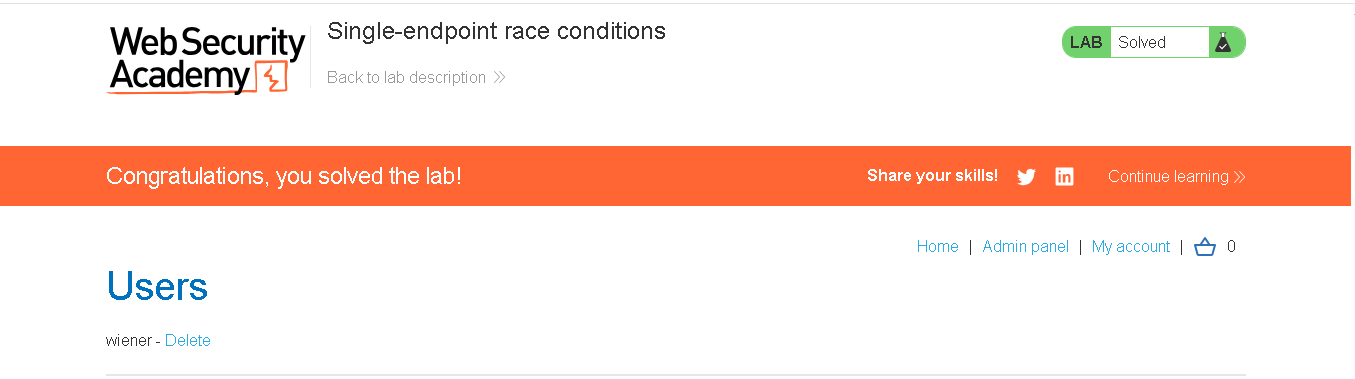 Web Security Academy
Single-endpoint race conditions
Back to lab description
LAB Solved
Congratulations, you solved the lab!
Share your skills!
Continue learning
Home | Admin panel | My account | 0
Users
wiener - Delete